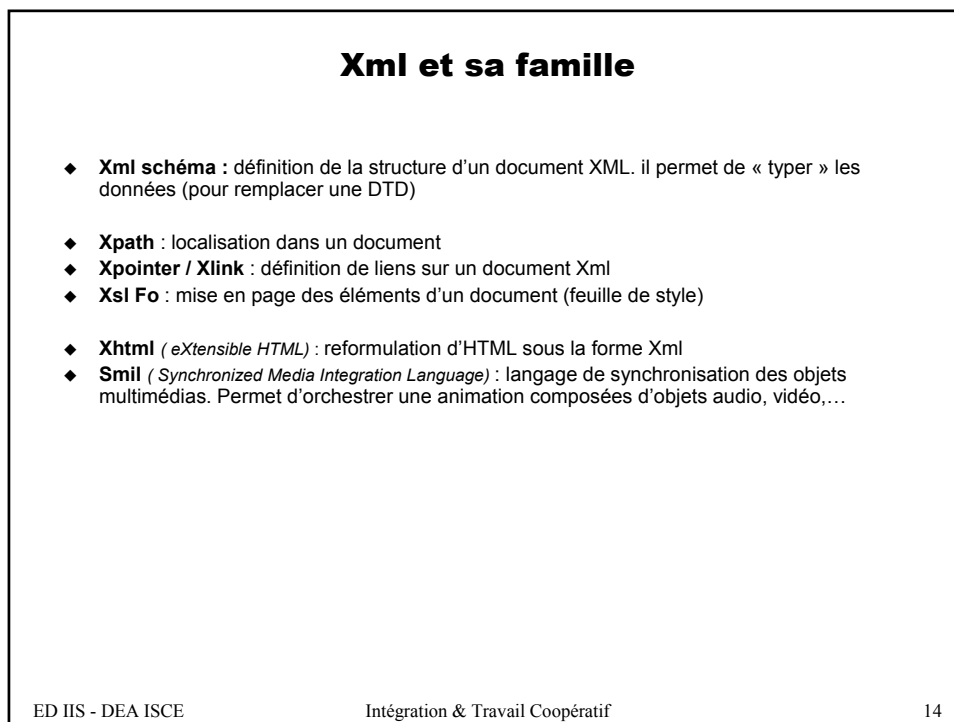 Xml et sa famille
◆ Xml schéma : définition de la structure d'un document XML. il permet de « typer » les
données (pour remplacer une DTD)
◆ Xpath : localisation dans un document
◆ Xpointer / Xlink : définition de liens sur un document Xml
◆ Xsl Fo : mise en page des éléments d'un document (feuille de style)
◆ Xhtml ( eXtensible HTML) : reformulation d'HTML sous la forme Xml
◆ Smil ( Synchronized Media Integration Language) : langage de synchronisation des objets
multimédias. Permet d'orchestrer une animation composées d'objets audio, vidéo,…
ED IIS - DEA ISCE Intégration & Travail Coopératif 14